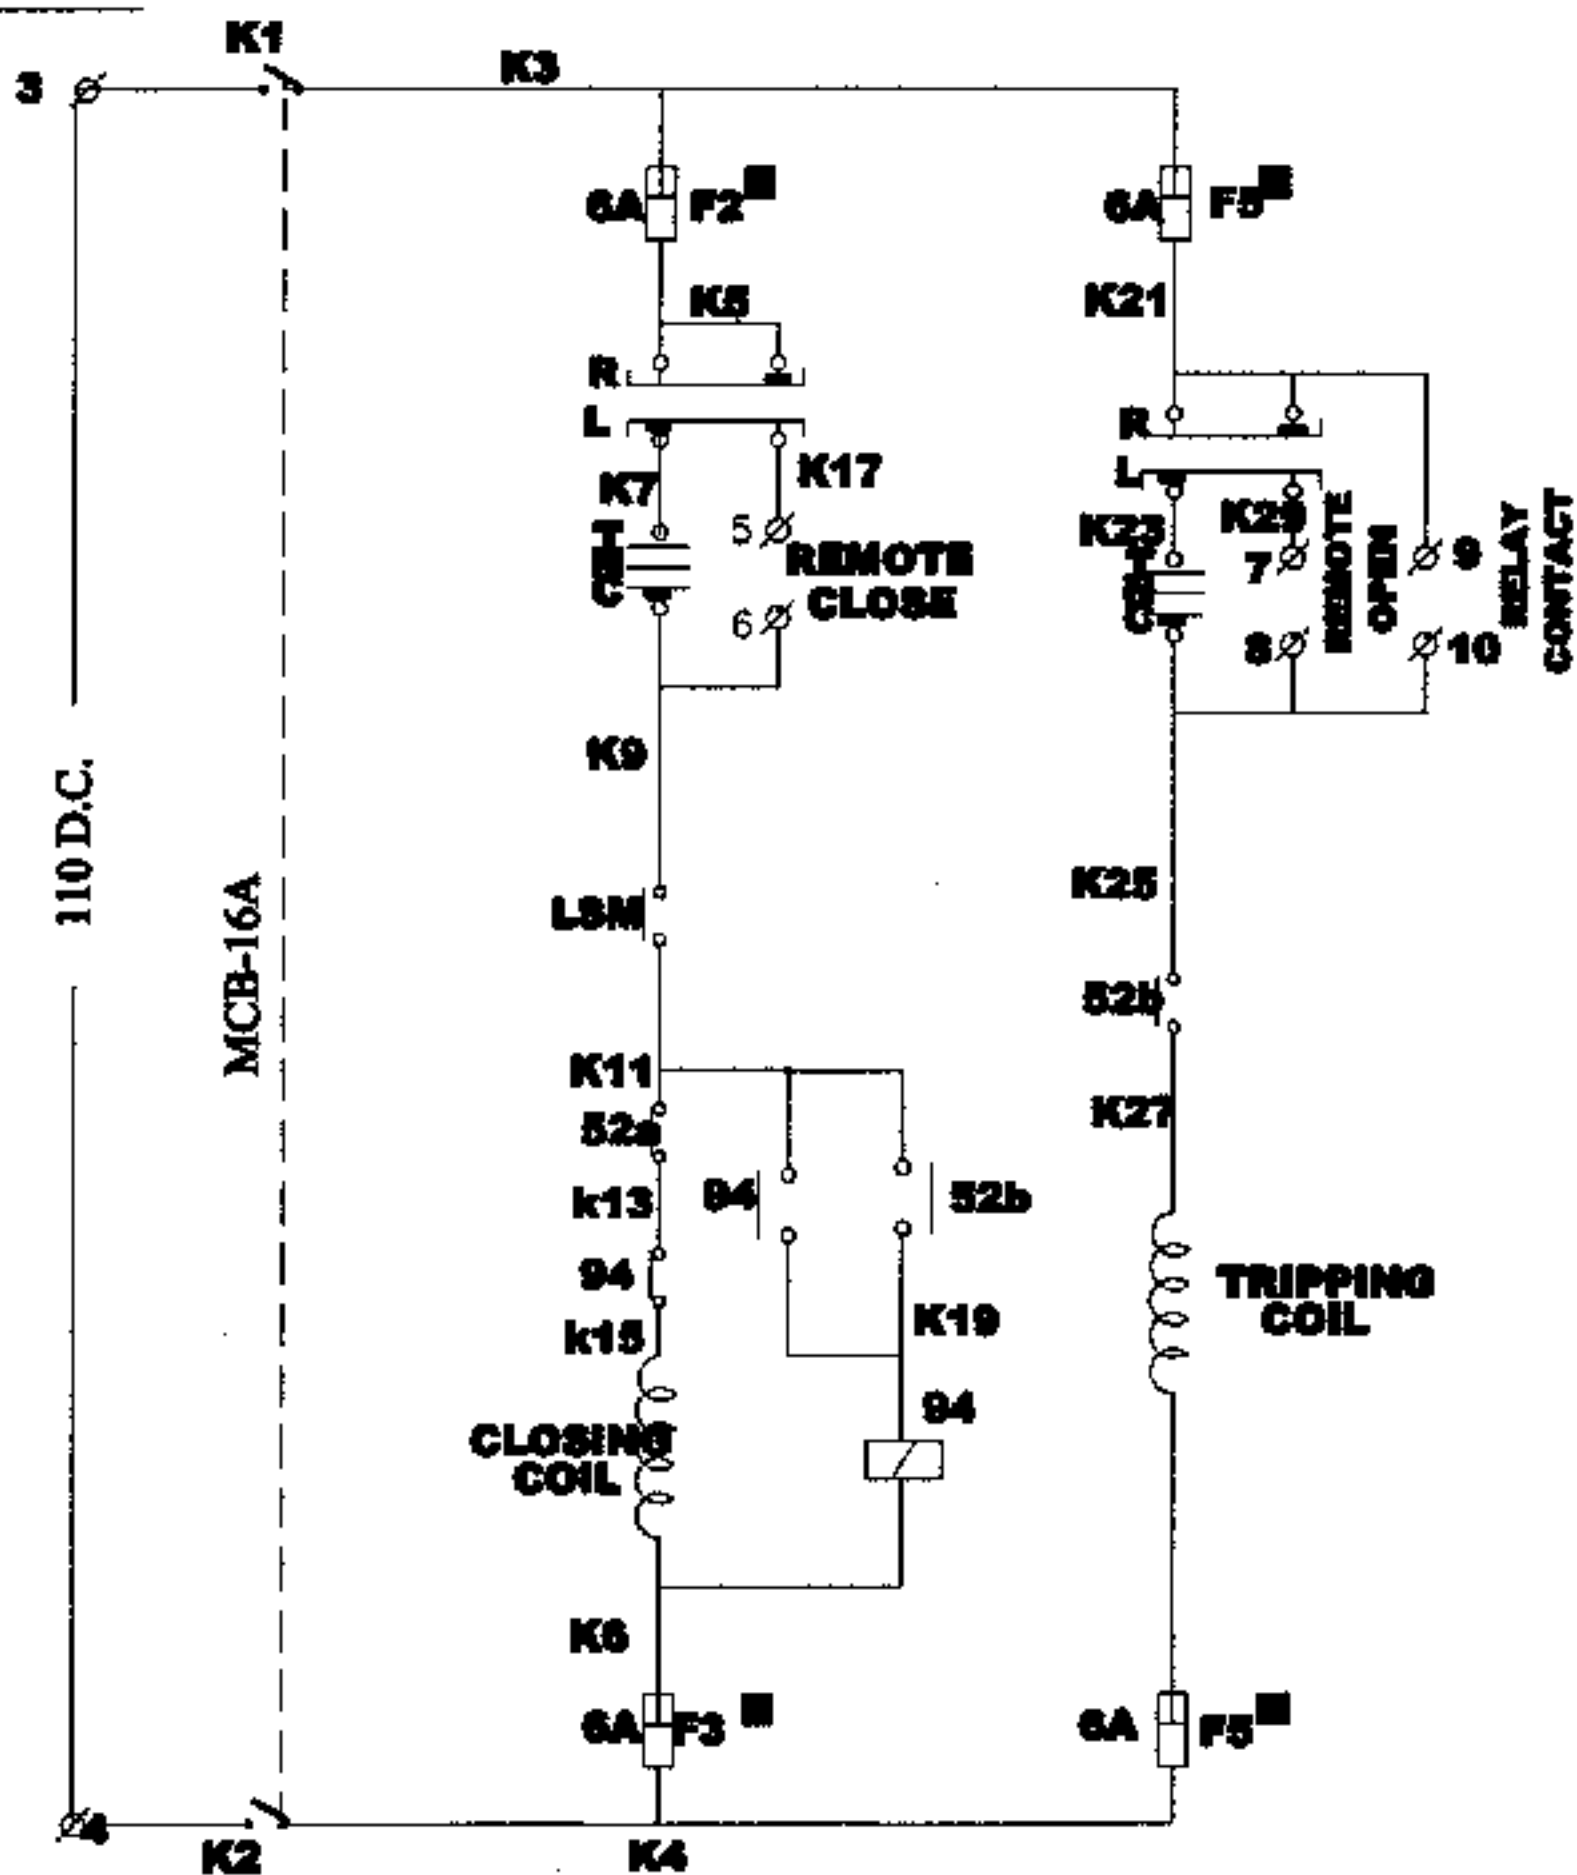 K1
3
K3
6A
F2
6A
F5
K5
K21
R
L
K7
K17
T
N
C
5
REMOTE
CLOSE
6
R
L
K23
K29
T
N
C
7
8
REMOTE
OPEN
9
10
RELAY
CONTACT
K9
110 D.C.
MCB-16A
LSM
K25
52b
K11
52a
K27
k13
94
52b
94
k15
K19
TRIPPING
COIL
94
CLOSING
COIL
K6
6A
F3
6A
F5
4
K2
K4